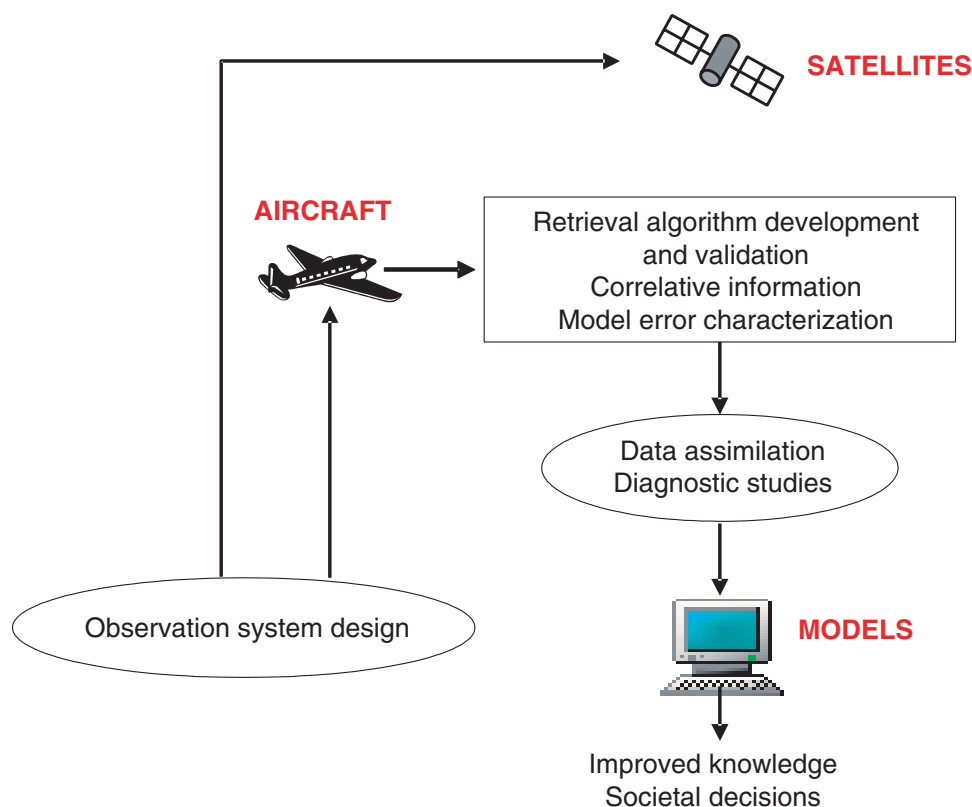 SATELLITES
AIRCRAFT
Retrieval algorithm development
and validation
Correlative information
Model error characterization
Data assimilation
Diagnostic studies
Observation system design
MODELS
Improved knowledge
Societal decisions